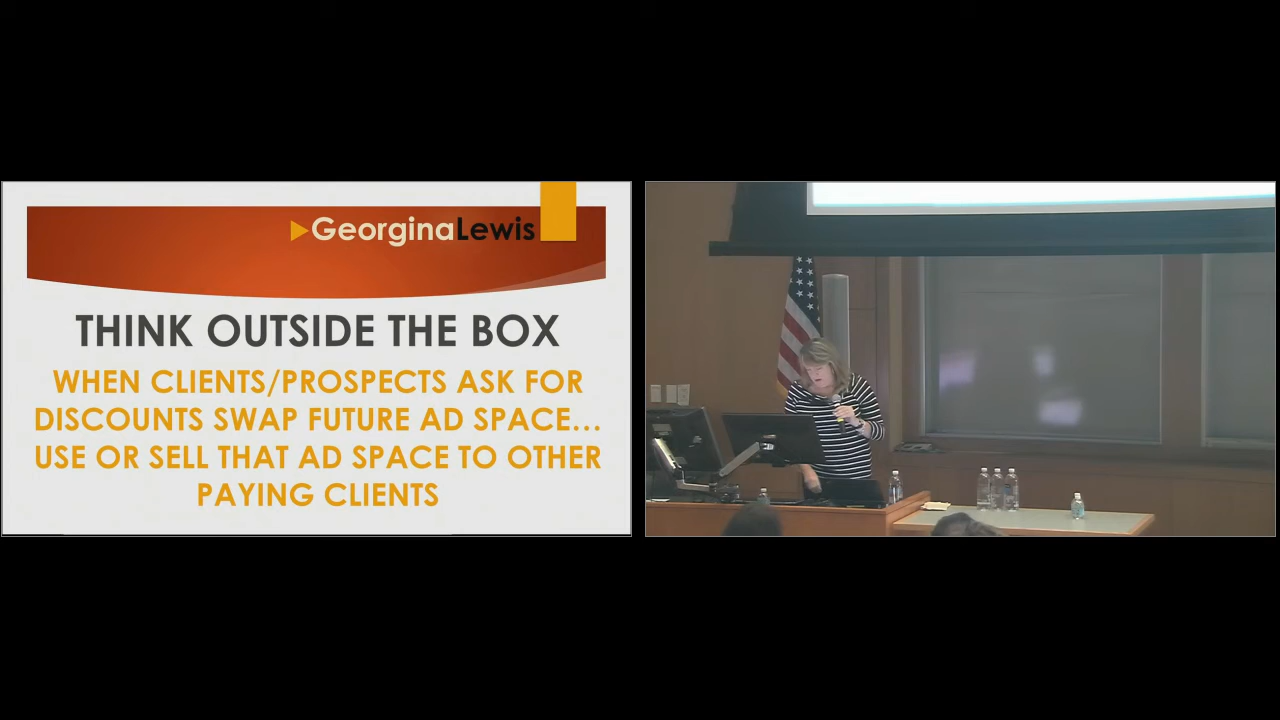 GeorginaLewis
THINK OUTSIDE THE BOX
WHEN CLIENTS/PROSPECTS ASK FOR
DISCOUNTS SWAP FUTURE AD SPACE...
USE OR SELL THAT AD SPACE TO OTHER
PAYING CLIENTS